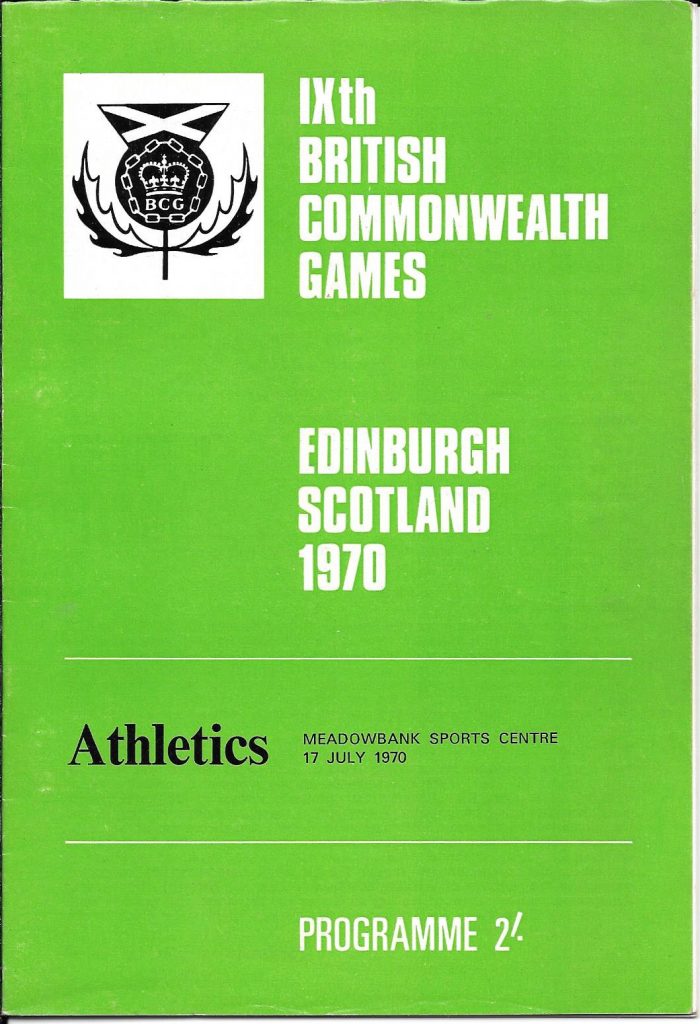 BCG
IXth
BRITISH
COMMONWEALTH
GAMES
EDINBURGH
SCOTLAND
1970
Athletics
MEADOWBANK SPORTS CENTRE
17 JULY 1970
PROGRAMME 2/-